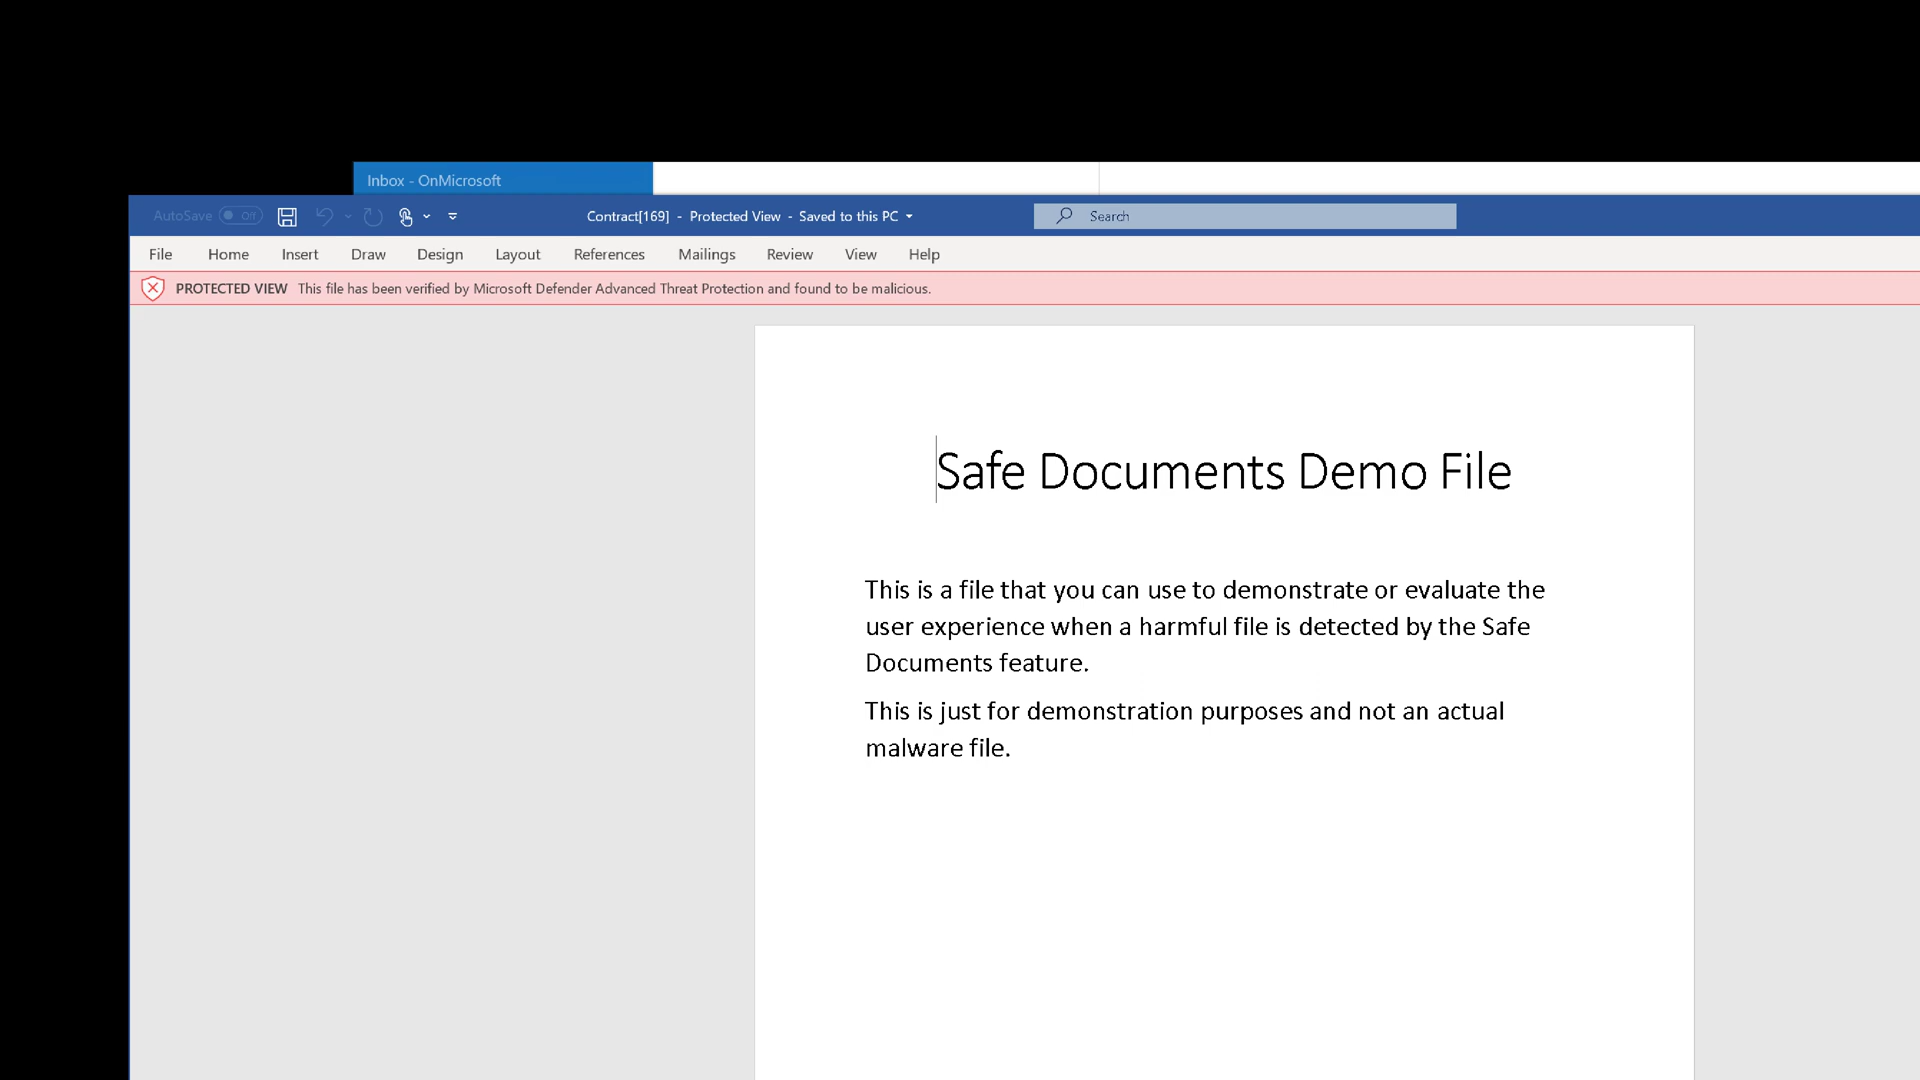 Inbox - OnMicrosoft
AutoSave Off Contract[169] - Protected View - Saved to this PC Search
File Home Insert Draw Design Layout References Mailings Review View Help
PROTECTED VIEW This file has been verified by Microsoft Defender Advanced Threat Protection and found to be malicious.
Safe Documents Demo File
This is a file that you can use to demonstrate or evaluate the
user experience when a harmful file is detected by the Safe
Documents feature.
This is just for demonstration purposes and not an actual
malware file.